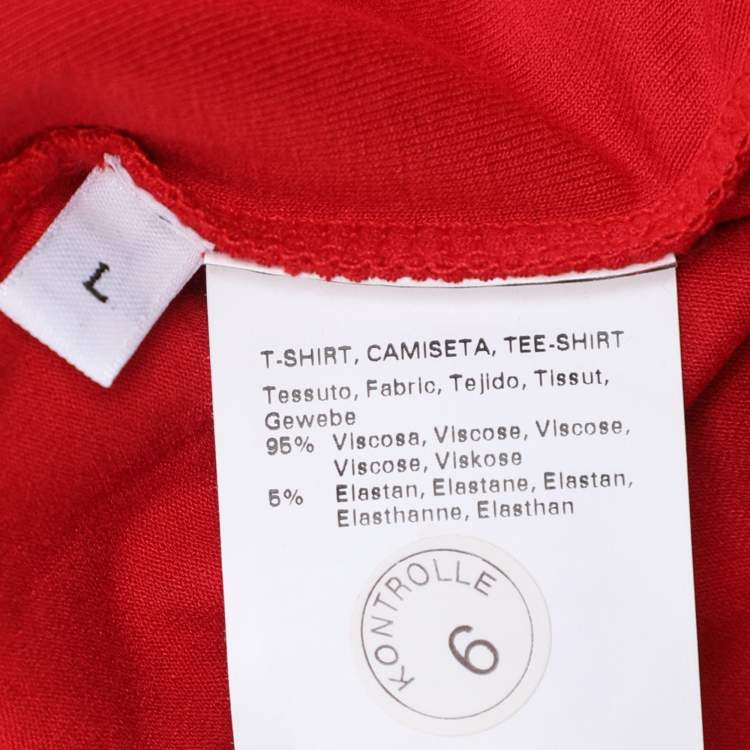 L
T-SHIRT, CAMISETA, TEE-SHIRT
Tessuto, Fabric, Tejido, Tissut,
Gewebe
95% Viscosa, Viscose, Viscose,
Viscose, Viskose
5% Elastan, Elastane, Elastan,
Elasthanne, Elasthan
KONTROLLE
6